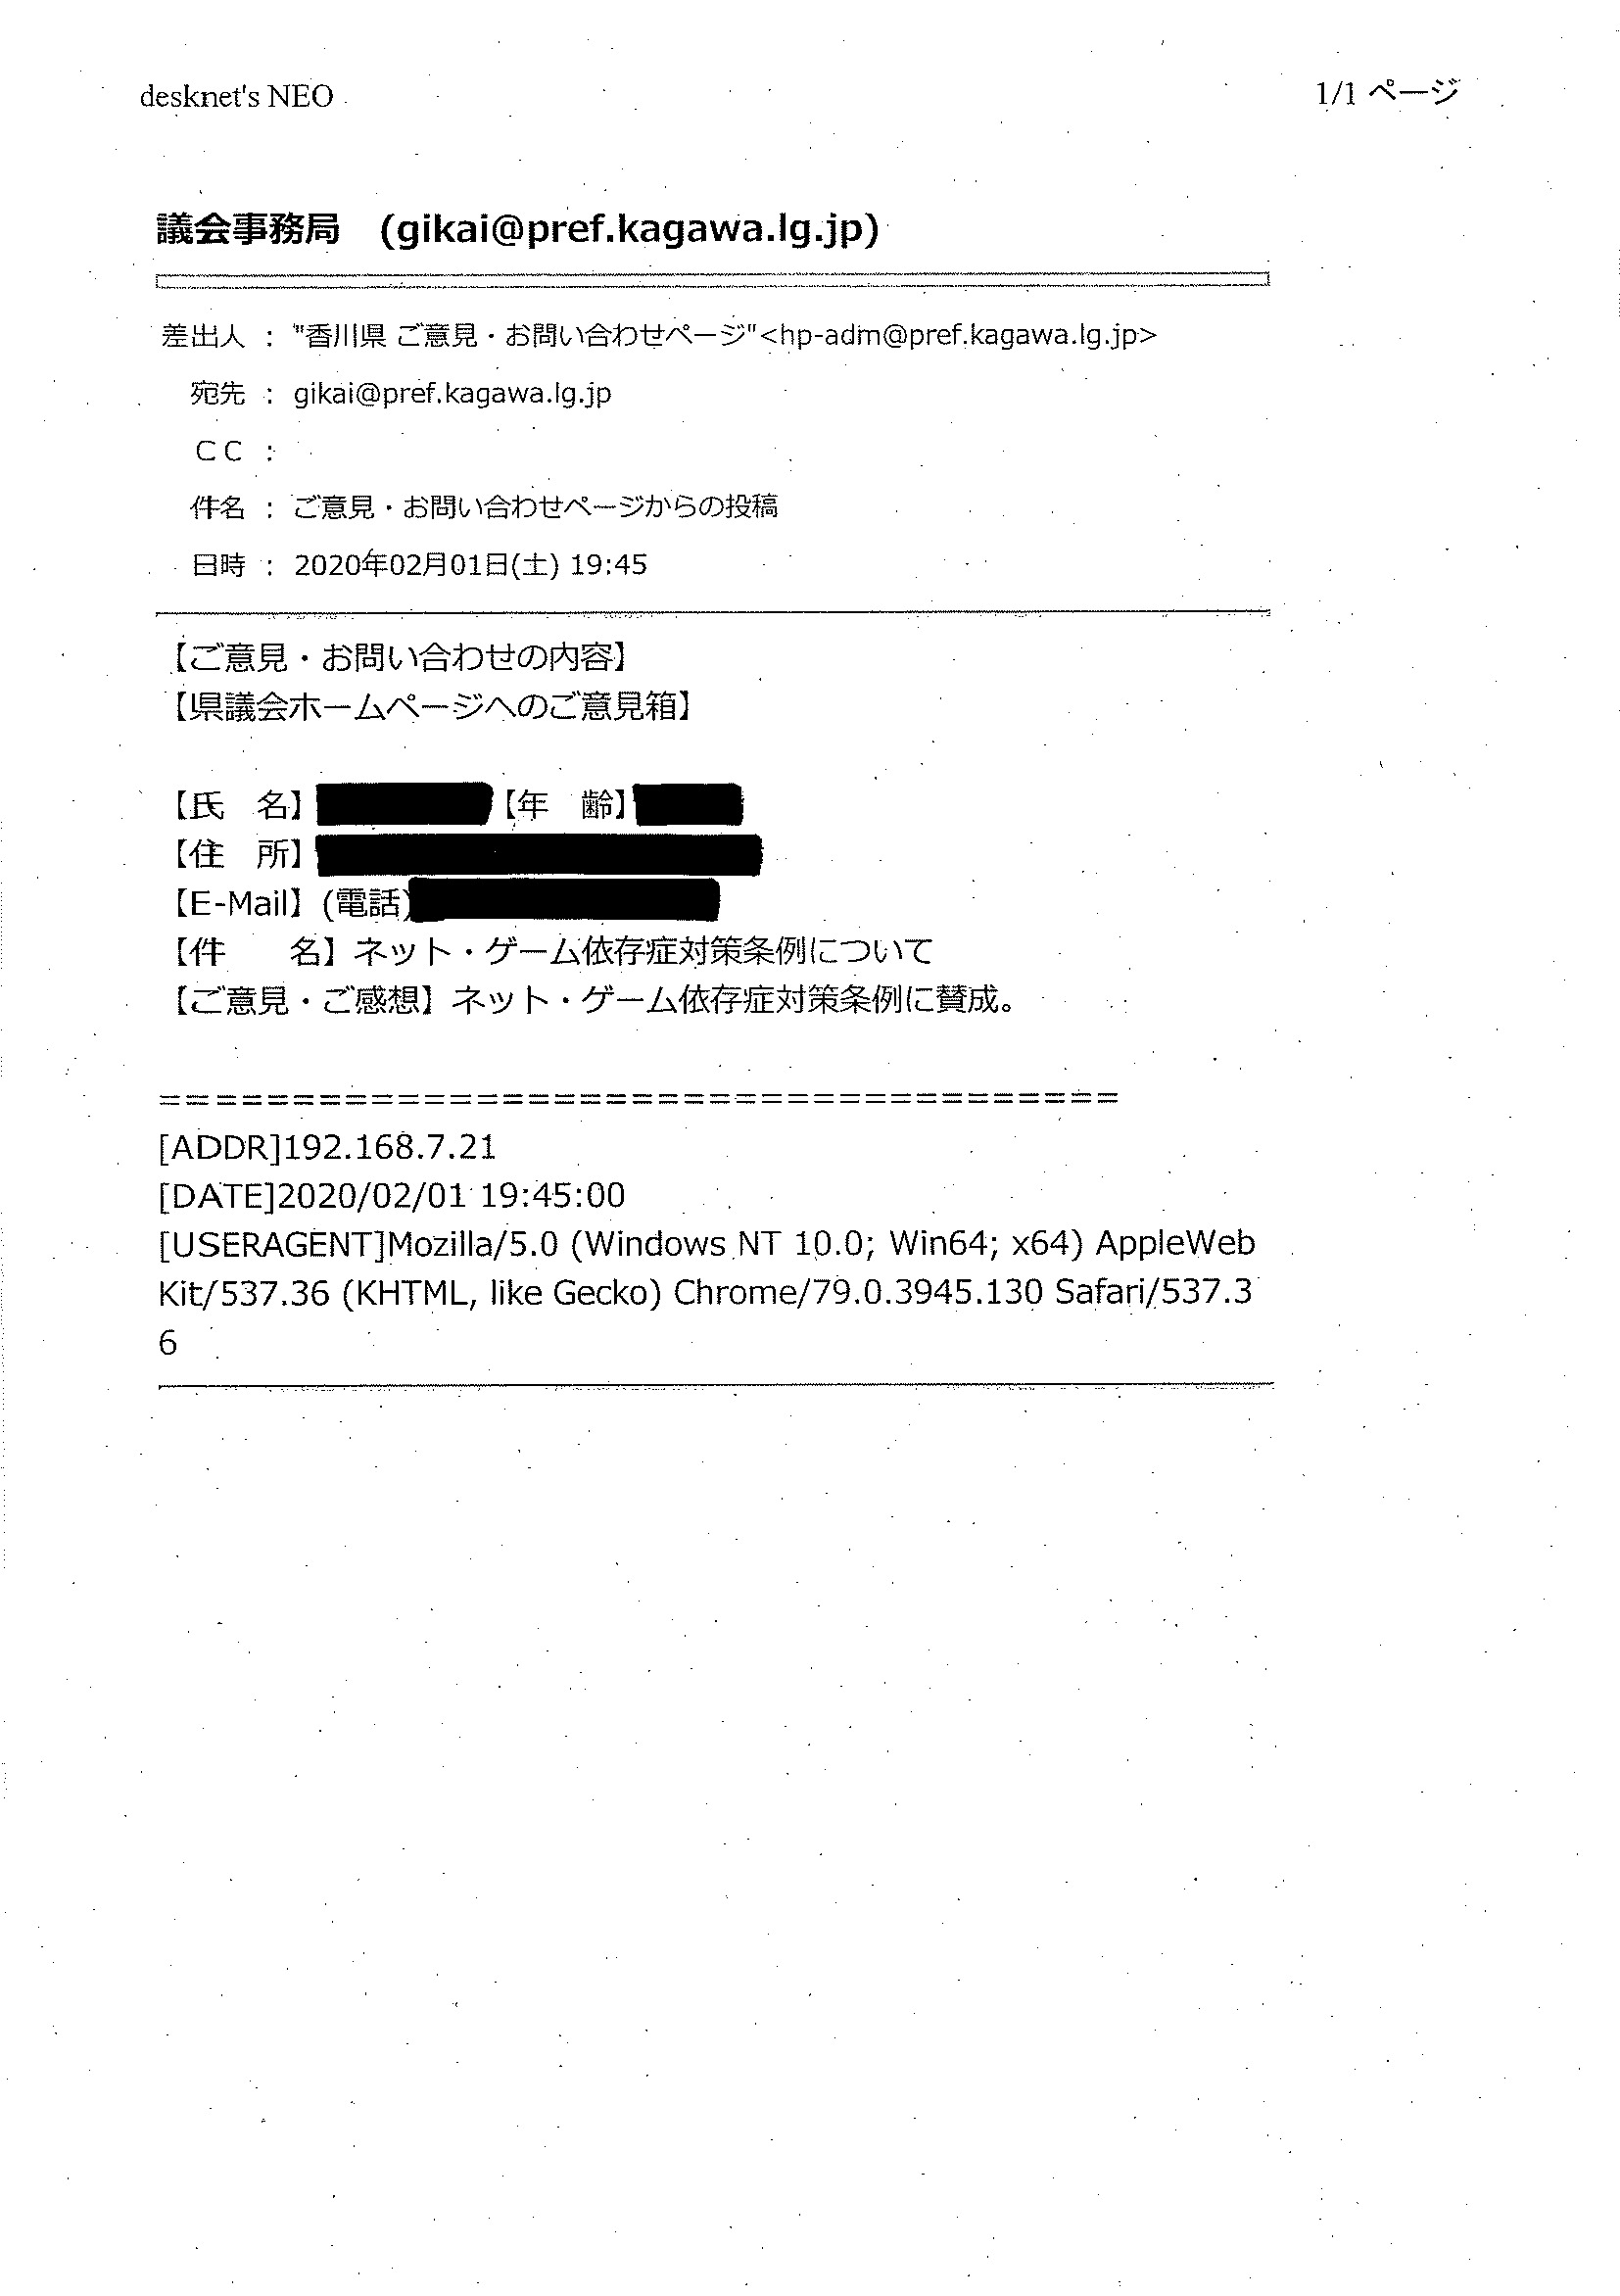 desknet's NEO
1/1 ページ
議会事務局　(gikai@pref.kagawa.lg.jp)
差出人 : "香川県 ご意見・お問い合わせページ"<hp-adm@pref.kagawa.lg.jp>
宛先 : gikai@pref.kagawa.lg.jp
ＣＣ :
件名 : ご意見・お問い合わせページからの投稿
日時 : 2020年02月01日(土) 19:45
【ご意見・お問い合わせの内容】
【県議会ホームページへのご意見箱】
【氏　名】 【年　齢】
【住　所】
【E-Mail】(電話)
【件　　名】ネット・ゲーム依存症対策条例について
【ご意見・ご感想】ネット・ゲーム依存症対策条例に賛成。
=====================================
[ADDR]192.168.7.21
[DATE]2020/02/01 19:45:00
[USERAGENT]Mozilla/5.0 (Windows NT 10.0; Win64; x64) AppleWeb
Kit/537.36 (KHTML, like Gecko) Chrome/79.0.3945.130 Safari/537.3
6